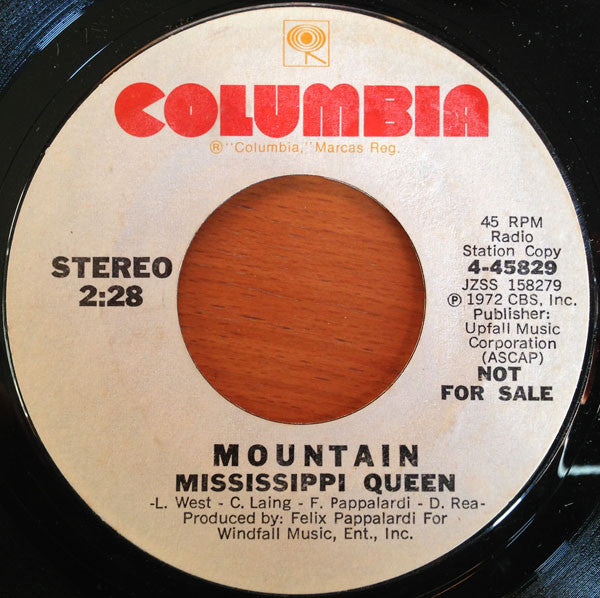 COLUMBIA
® "Columbia," Marcas Reg.
STEREO
2:28
45 RPM
Radio
Station Copy
4-45829
JZSS 158279
℗ 1972 CBS, Inc.
Publisher:
Upfall Music
Corporation
(ASCAP)
NOT
FOR SALE
MOUNTAIN
MISSISSIPPI QUEEN
-L. West - C. Laing - F. Pappalardi - D. Rea-
Produced by: Felix Pappalardi For
Windfall Music, Ent., Inc.